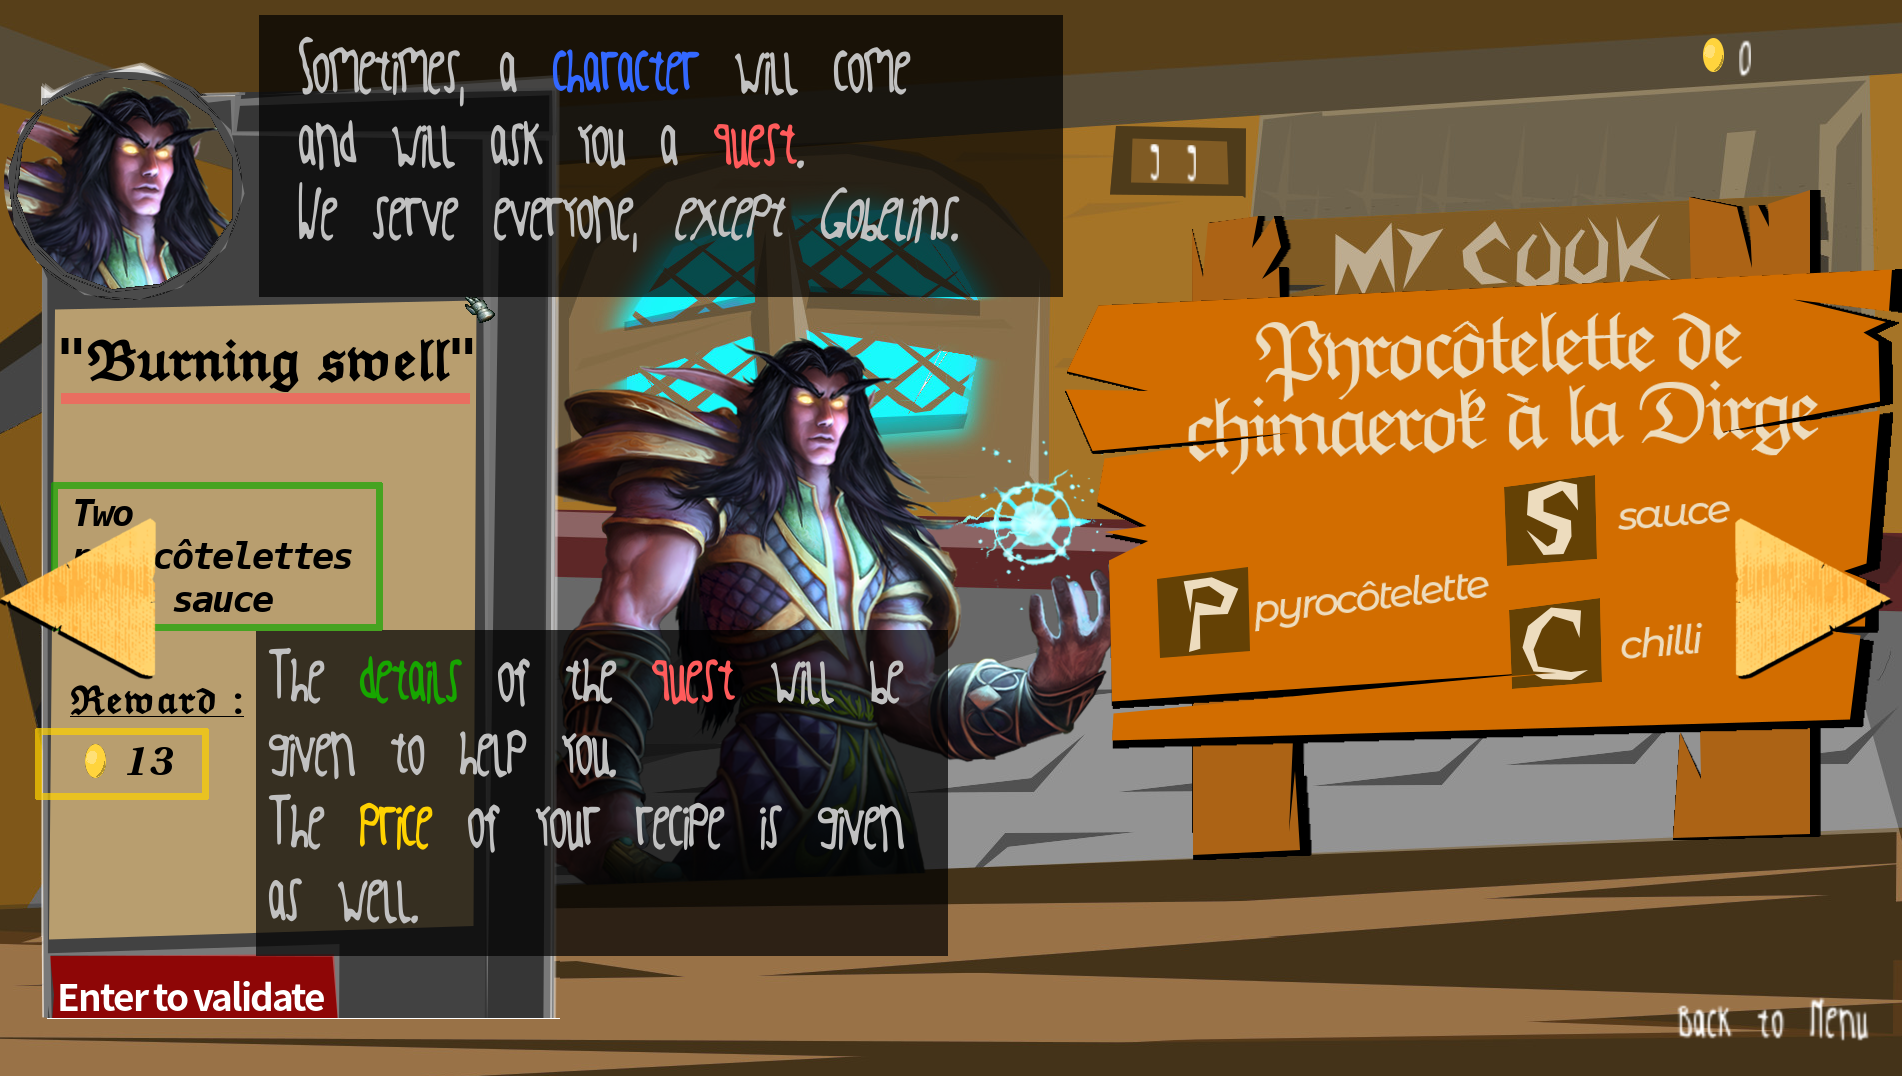 Sometimes, a character will come
and will ask you a quest.
We serve everyone, except Gobelins.
0
"Burning swell"
Two
côtelettes
sauce
Reward :
13
The details of the quest will be
given to help you.
The price of your recipe is given
as well.
Enter to validate
MY COOK
Pyrocôtelette de
chimaerok à la Dirge
S sauce
P pyrocôtelette
C chilli
Back to Menu